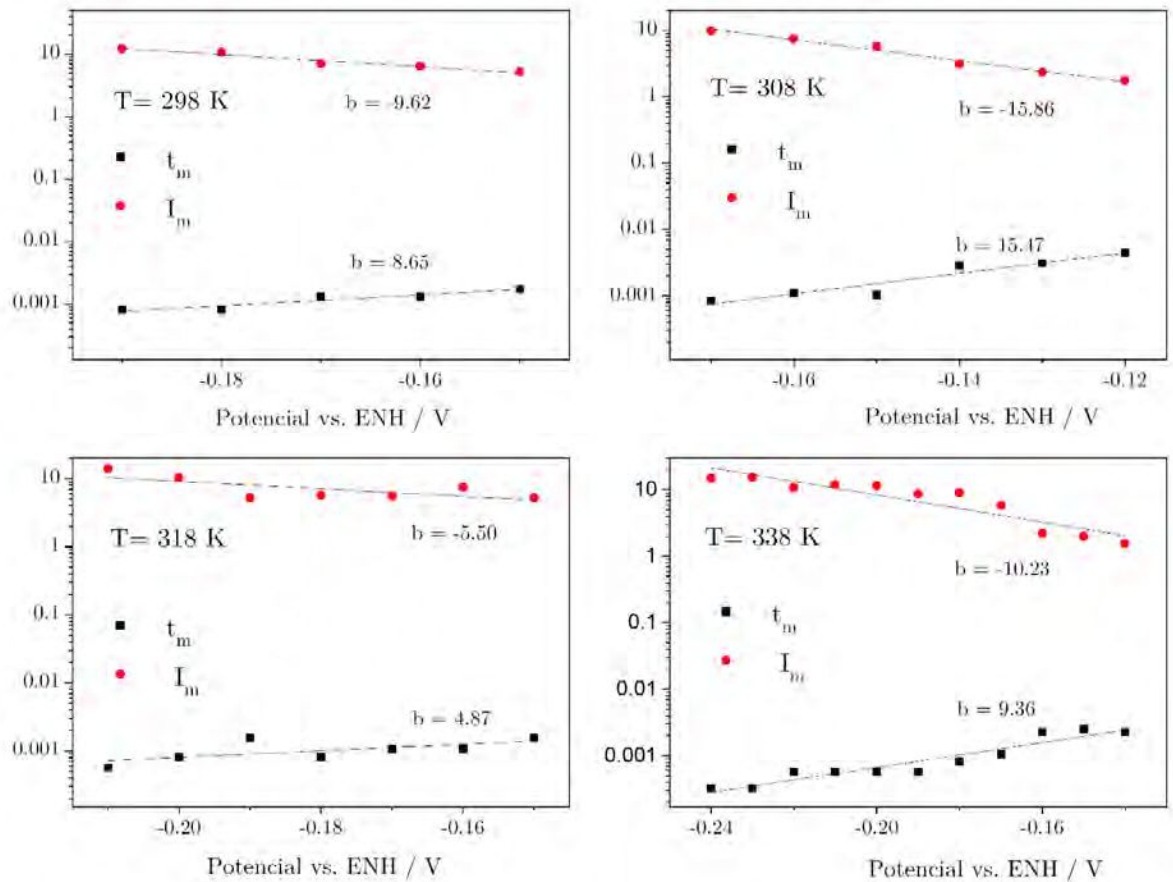 10
1
0.1
0.01
0.001
T= 298 K
b = -9.62
t_m
I_m
b = 8.65
-0.18
-0.16
Potencial vs. ENH / V
10
1
0.1
0.01
0.001
T= 308 K
b = -15.86
t_m
I_m
b = 15.47
-0.16
-0.14
-0.12
Potencial vs. ENH / V
10
1
0.1
0.01
0.001
T= 318 K
b = -5.50
t_m
I_m
b = 4.87
-0.20
-0.18
-0.16
Potencial vs. ENH / V
10
1
0.1
0.01
0.001
T= 338 K
b = -10.23
t_m
I_m
b = 9.36
-0.24
-0.20
-0.16
Potencial vs. ENH / V